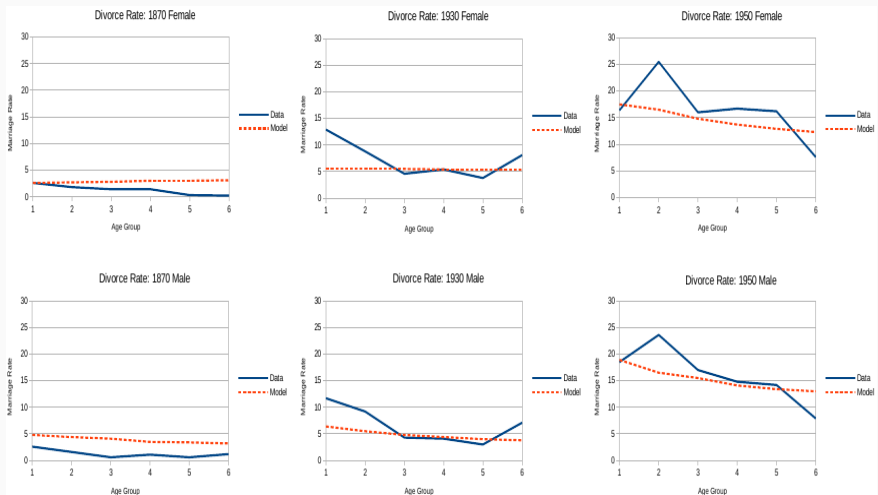 Divorce Rate: 1870 Female
30
25
20
15
10
5
0
Marriage Rate
1 2 3 4 5 6
Age Group
Data
Model
Divorce Rate: 1930 Female
30
25
20
15
10
5
0
Marriage Rate
1 2 3 4 5 6
Age Group
Data
Model
Divorce Rate: 1950 Female
30
25
20
15
10
5
0
Marriage Rate
1 2 3 4 5 6
Age Group
Data
Model
Divorce Rate: 1870 Male
30
25
20
15
10
5
0
Marriage Rate
1 2 3 4 5 6
Age Group
Data
Model
Divorce Rate: 1930 Male
30
25
20
15
10
5
0
Marriage Rate
1 2 3 4 5 6
Age Group
Data
Model
Divorce Rate: 1950 Male
30
25
20
15
10
5
0
Marriage Rate
1 2 3 4 5 6
Age Group
Data
Model